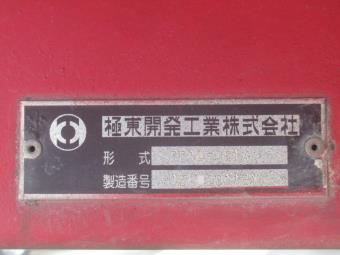 極東開発工業株式会社
形式
製造番号